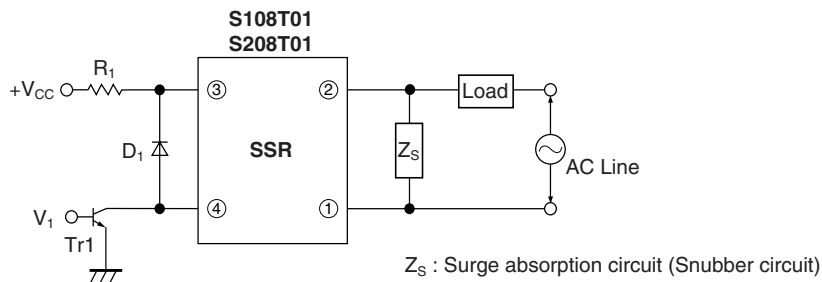 S108T01
S208T01
R1
+VCC
③
②
Load
D1
SSR
ZS
AC Line
V1
④
①
Tr1
ZS : Surge absorption circuit (Snubber circuit)